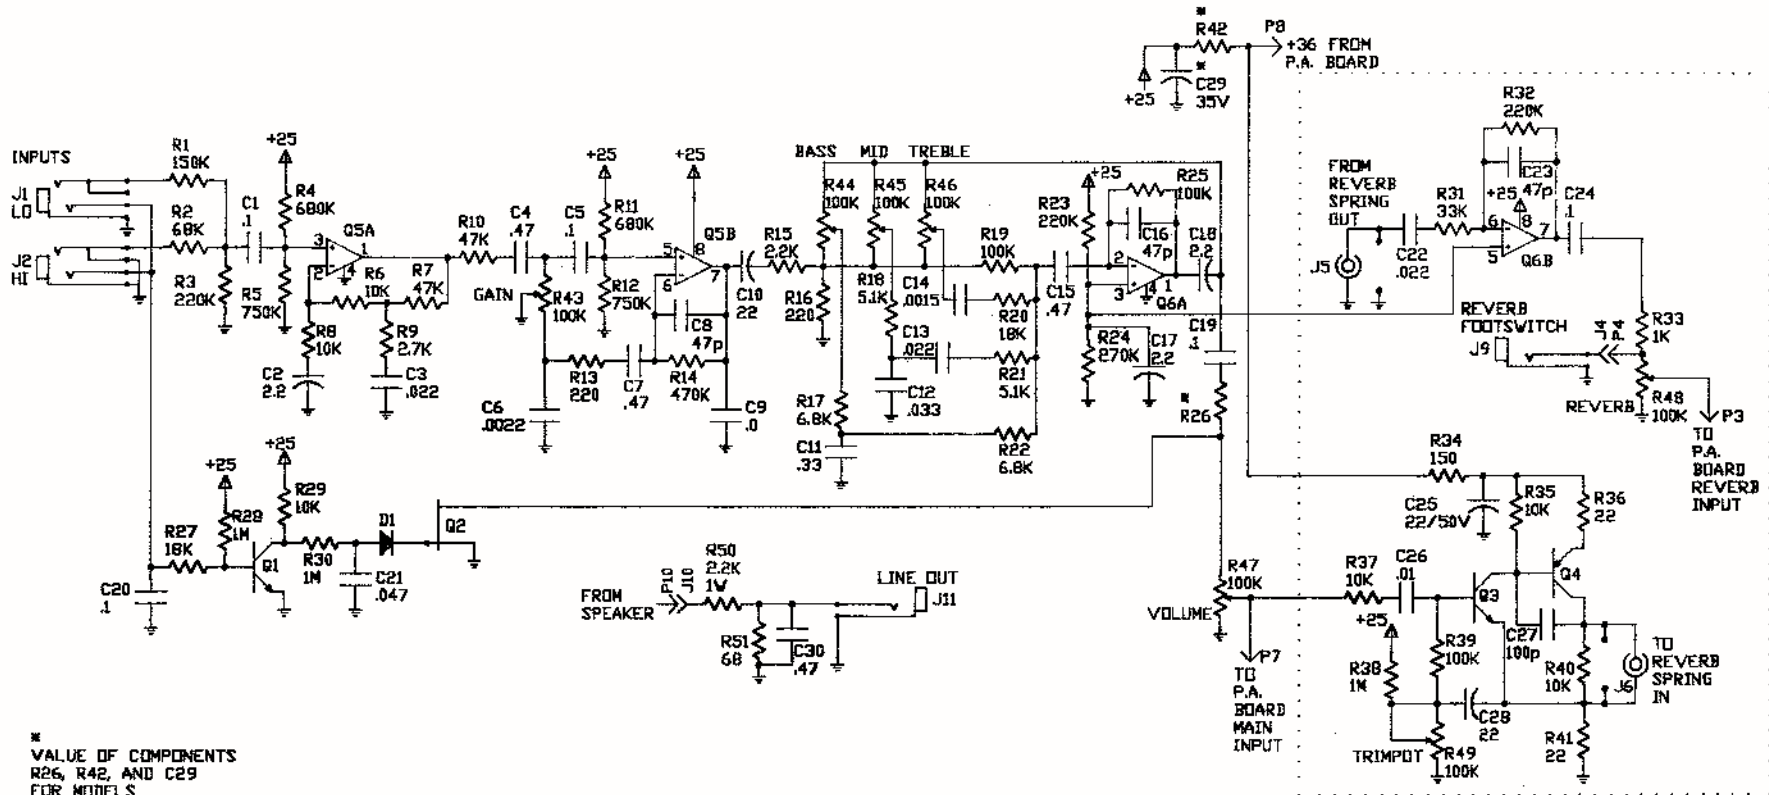 *
R42
P8
+36 FROM
P.A. BOARD
*
C29
35V
+25
R32
220K
INPUTS
R1
150K
+25
J1
LO
R4
680K
R2
68K
C1
.1
J2
HI
R3
220K
R5
750K
3
2
1
4
Q5A
R6
10K
R7
47K
R8
10K
R9
2.7K
C2
2.2
C3
.022
R10
47K
C4
.47
C5
.1
+25
R11
680K
+25
5
6
8
7
Q5B
GAIN
R43
100K
R12
750K
C8
47p
R13
220
C7
.47
R14
470K
C6
.0022
C9
.0
C10
22
R15
2.2K
BASS MID TREBLE
R44
100K
R45
100K
R46
100K
R16
220
R18
5.1K
C14
.0015
R19
100K
R20
18K
C13
.022
R21
5.1K
C12
.033
R17
6.8K
C11
.33
R22
6.8K
C15
.47
R23
220K
+25
R25
100K
C16
47p
C18
2.2
2
3
4
1
Q6A
R24
270K
C17
2.2
C19
.1
*
R26
FROM
REVERB
SPRING
OUT
R31
33K
C23
47p
+25
C24
.1
6
5
8
7
Q6B
J5
C22
.022
REVERB
FOOTSWITCH
J9
J4
P4
R33
1K
R48
100K
REVERB
P3
TO
P.A.
BOARD
REVERB
INPUT
+25
+25
R29
10K
R27
18K
R28
1M
Q1
R30
1M
D1
Q2
C21
.047
C20
.1
FROM
SPEAKER
P10
J10
R50
2.2K
1W
LINE OUT
J11
R51
68
C30
.47
R47
100K
VOLUME
P7
TO
P.A.
BOARD
MAIN
INPUT
R34
150
C25
22/50V
R35
10K
R36
22
R37
10K
C26
.01
Q3
Q4
+25
R38
1M
R39
100K
C27
100p
R40
10K
J6
TO
REVERB
SPRING
IN
C28
22
TRIMPOT
R49
100K
R41
22
*
VALUE OF COMPONENTS
R26, R42, AND C29
FOR MODELS